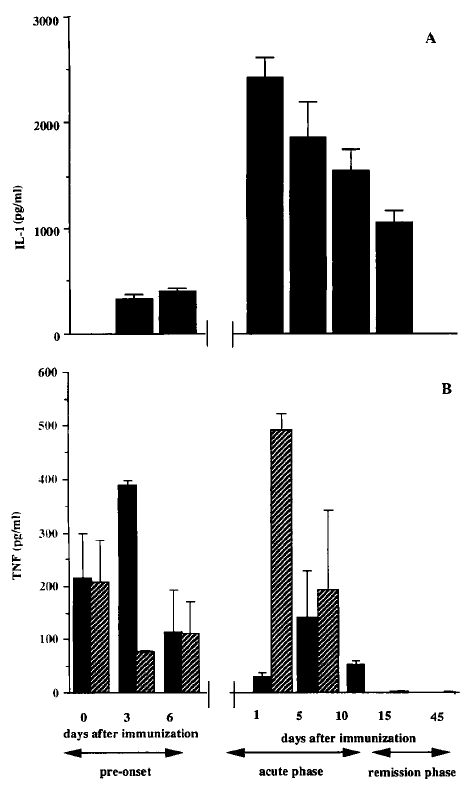 3000
A
2000
IL-1 (pg/ml)
1000
0
600
B
500
400
TNF (pg/ml)
300
200
100
0
0 3 6 1 5 10 15 45
days after immunization days after immunization
pre-onset acute phase remission phase